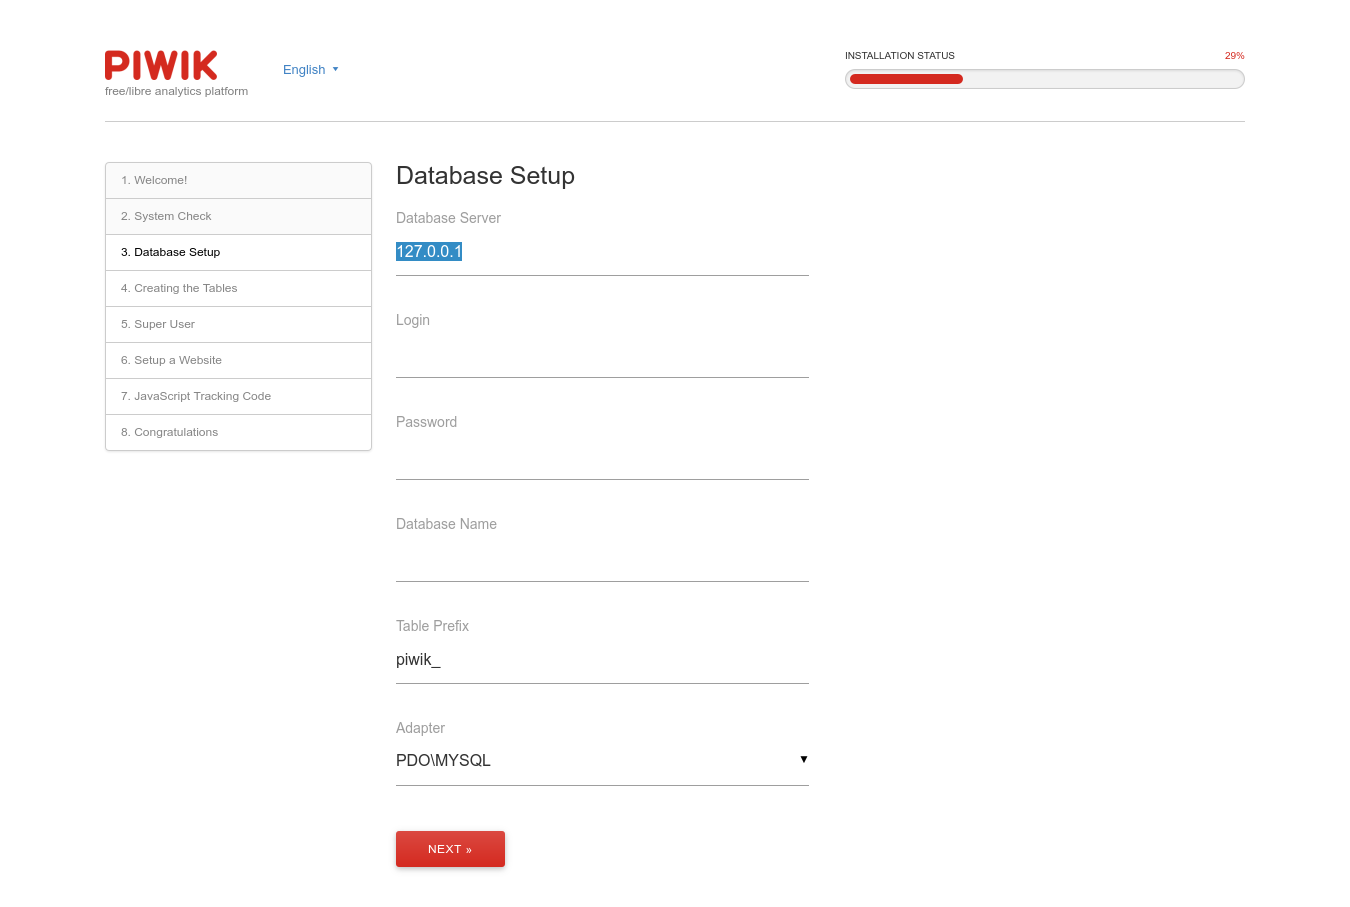 PIWIK
free/libre analytics platform
English
INSTALLATION STATUS
29%
1. Welcome!
2. System Check
3. Database Setup
4. Creating the Tables
5. Super User
6. Setup a Website
7. JavaScript Tracking Code
8. Congratulations
Database Setup
Database Server
127.0.0.1
Login
Password
Database Name
Table Prefix
piwik_
Adapter
PDO\MYSQL
NEXT »